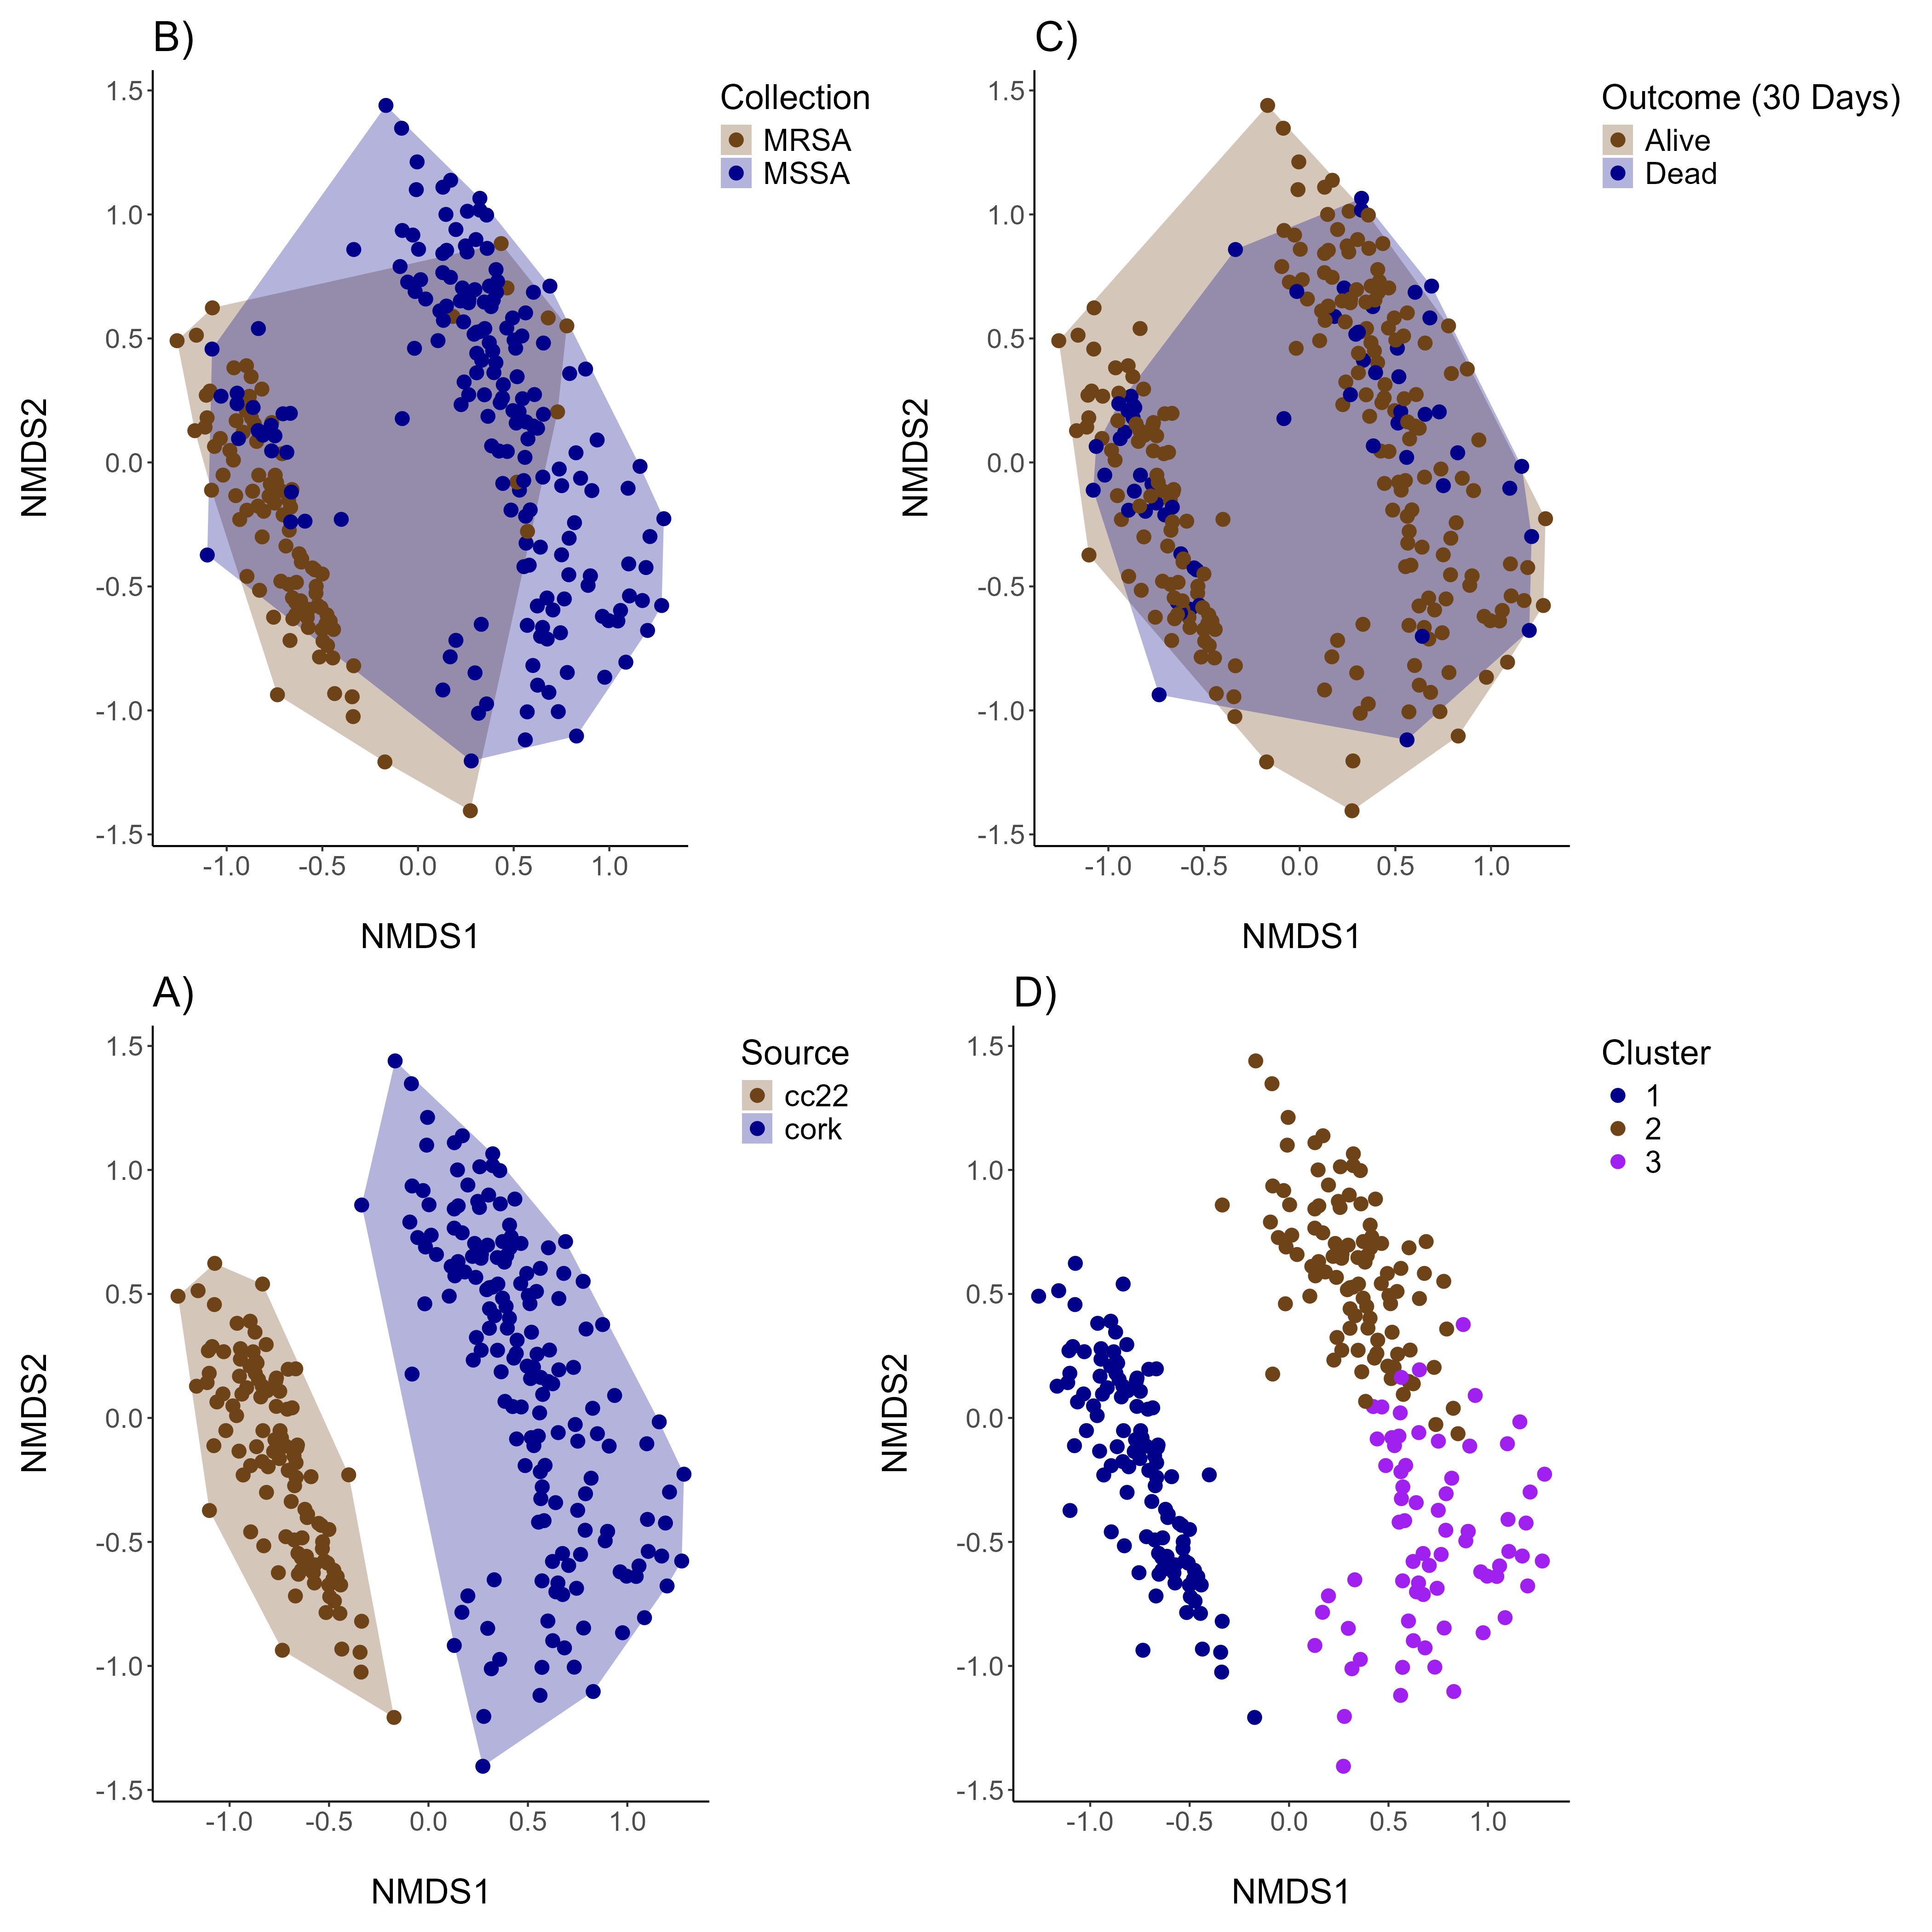 B)
Collection
MRSA
MSSA
NMDS2
1.5
1.0
0.5
0.0
-0.5
-1.0
-1.5
-1.0 -0.5 0.0 0.5 1.0
NMDS1
C)
Outcome (30 Days)
Alive
Dead
NMDS2
1.5
1.0
0.5
0.0
-0.5
-1.0
-1.5
-1.0 -0.5 0.0 0.5 1.0
NMDS1
A)
Source
cc22
cork
NMDS2
1.5
1.0
0.5
0.0
-0.5
-1.0
-1.5
-1.0 -0.5 0.0 0.5 1.0
NMDS1
D)
Cluster
1
2
3
NMDS2
1.5
1.0
0.5
0.0
-0.5
-1.0
-1.5
-1.0 -0.5 0.0 0.5 1.0
NMDS1